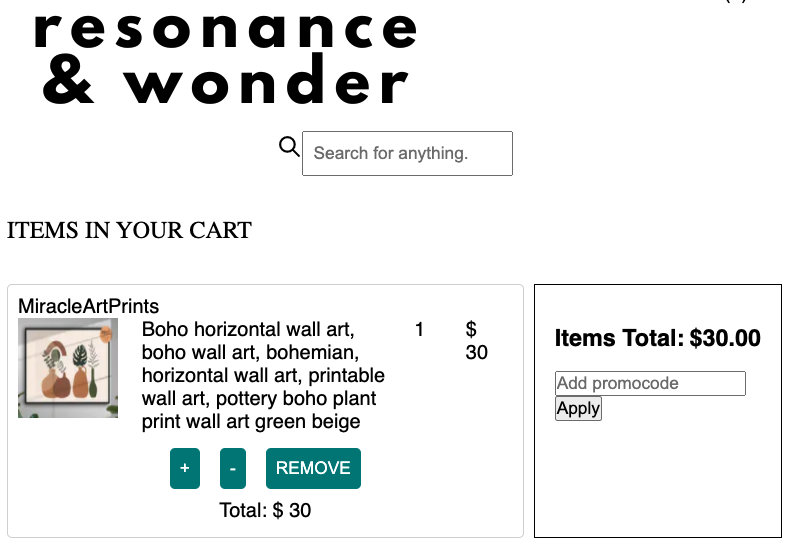 resonance
& wonder
Search for anything.
ITEMS IN YOUR CART
MiracleArtPrints
Boho horizontal wall art,
boho wall art, bohemian,
horizontal wall art, printable
wall art, pottery boho plant
print wall art green beige
1
$
30
+
-
REMOVE
Total: $ 30
Items Total: $30.00
Add promocode
Apply